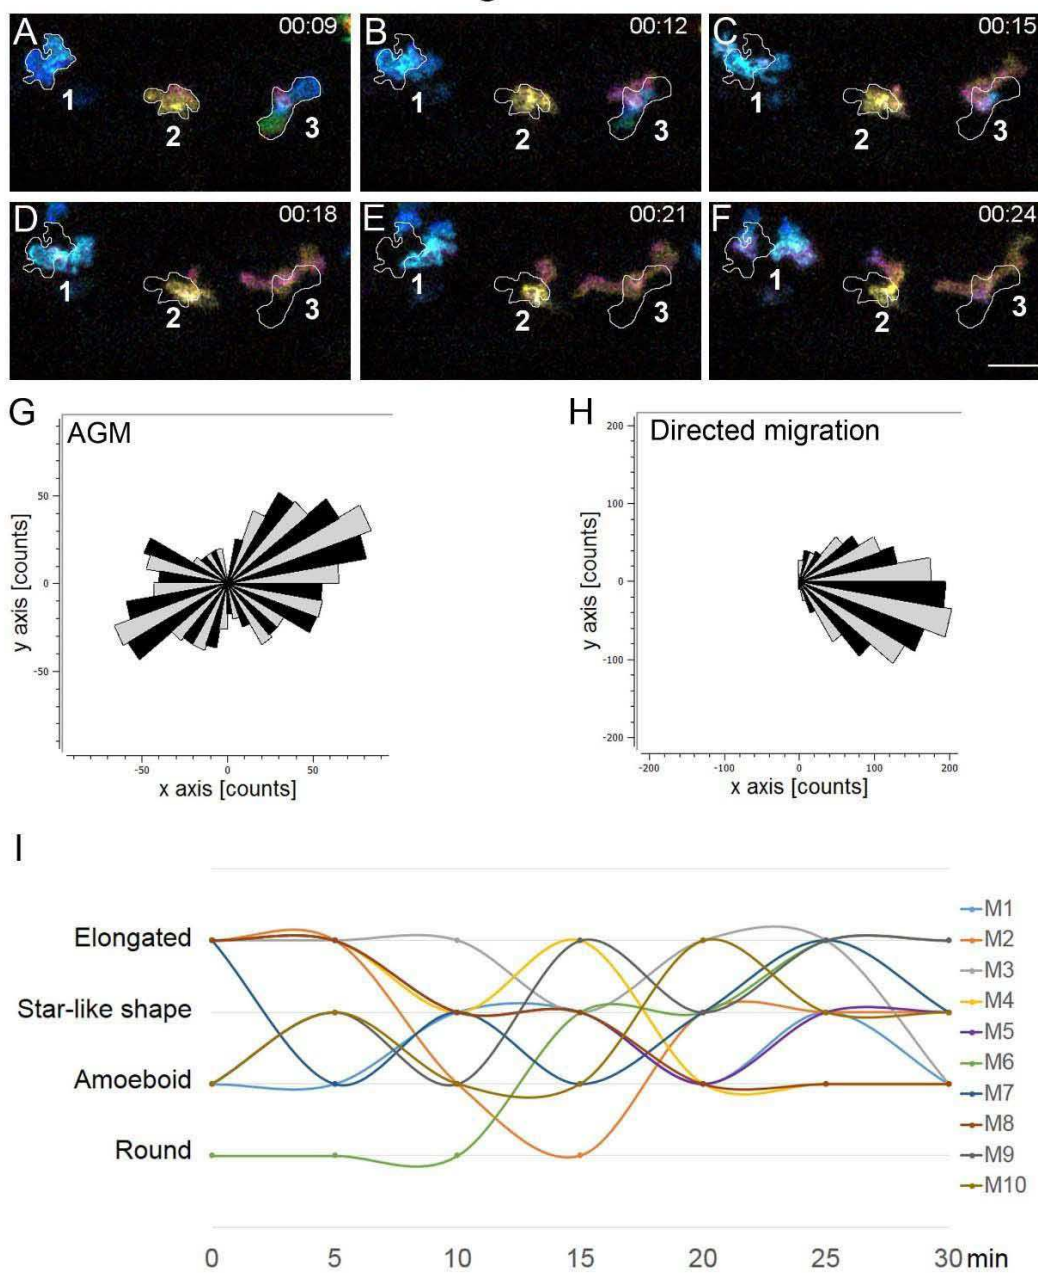 A 00:09 B 00:12 C 00:15
1 2 3 1 2 3 1 2 3
D 00:18 E 00:21 F 00:24
1 2 3 1 2 3 1 2 3
G H
AGM Directed migration
50
0
-50
y axis [counts]
-50 0 50
x axis [counts]
200
100
0
-100
-200
y axis [counts]
-200 -100 0 100 200
x axis [counts]
I
Elongated
Star-like shape
Amoeboid
Round
0 5 10 15 20 25 30 min
M1
M2
M3
M4
M5
M6
M7
M8
M9
M10